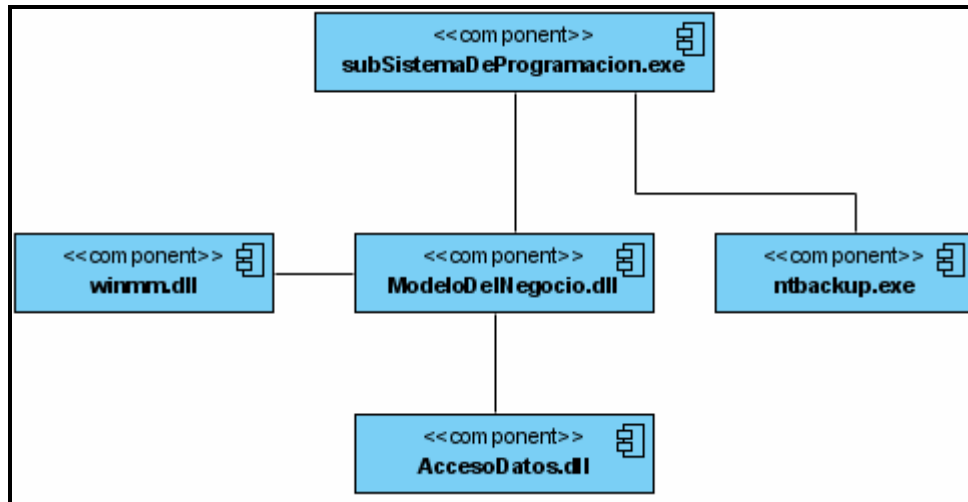 <<component>>
subSistemaDeProgramacion.exe
<<component>>
winmm.dll
<<component>>
ModeloDelNegocio.dll
<<component>>
ntbackup.exe
<<component>>
AccesoDatos.dll